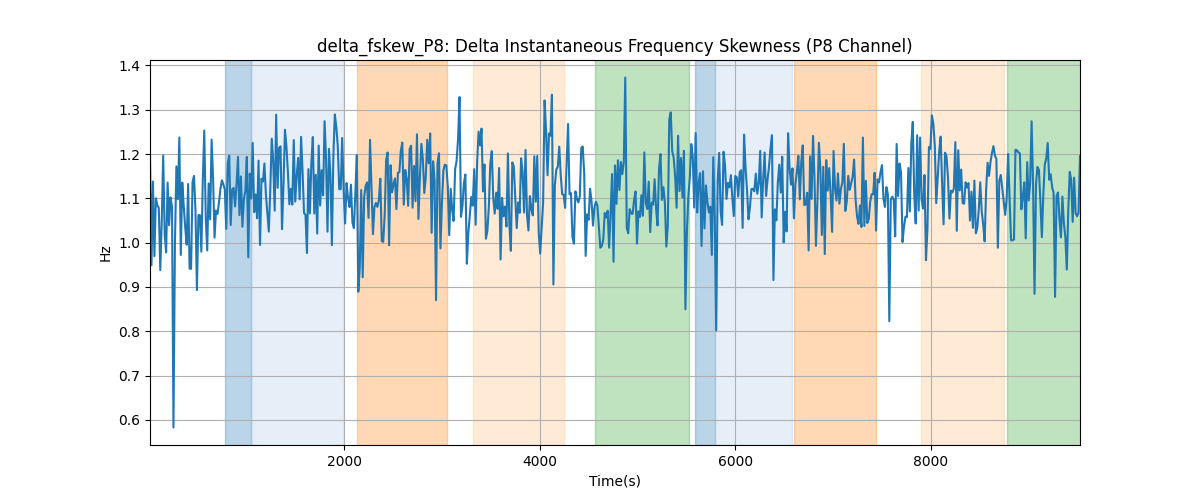 delta_fskew_P8: Delta Instantaneous Frequency Skewness (P8 Channel)
1.4
1.3
1.2
1.1
1.0
0.9
0.8
0.7
0.6
Hz
2000 4000 6000 8000
Time(s)